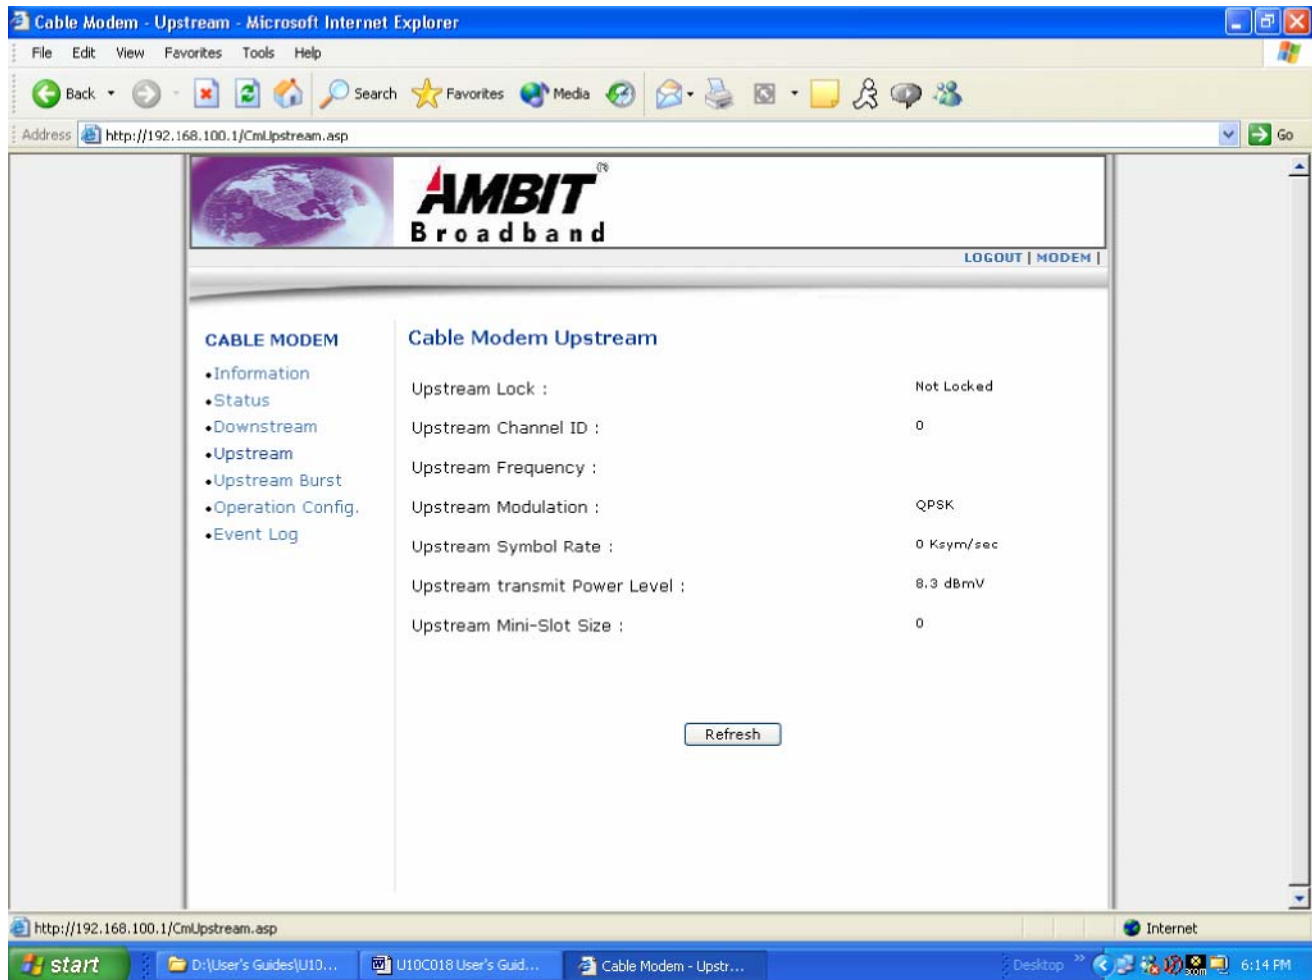 Cable Modem - Upstream - Microsoft Internet Explorer
File Edit View Favorites Tools Help
Back Search Favorites Media
Address http://192.168.100.1/CmUpstream.asp Go
AMBIT®
Broadband
LOGOUT | MODEM |
CABLE MODEM
•Information
•Status
•Downstream
•Upstream
•Upstream Burst
•Operation Config.
•Event Log
Cable Modem Upstream
Upstream Lock : Not Locked
Upstream Channel ID : 0
Upstream Frequency :
Upstream Modulation : QPSK
Upstream Symbol Rate : 0 Ksym/sec
Upstream transmit Power Level : 8.3 dBmV
Upstream Mini-Slot Size : 0
Refresh
http://192.168.100.1/CmUpstream.asp Internet
start D:\User's Guides\U10... U10C018 User's Guid... Cable Modem - Upstr... Desktop » 6:14 PM